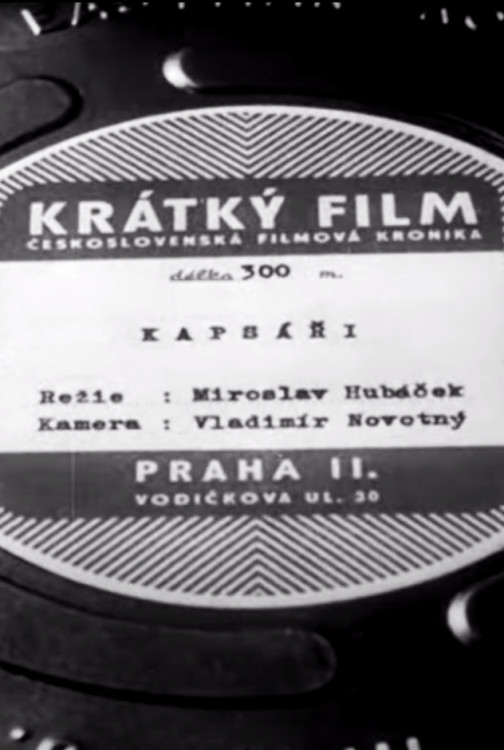 KRÁTKÝ FILM
ČESKOSLOVENSKÁ FILMOVÁ KRONIKA
délka 300 m.
KAPSÁŘI
Režie : Miroslav Hubáček
Kamera : Vladimír Novotný
PRAHA II.
VODIČKOVA UL. 30